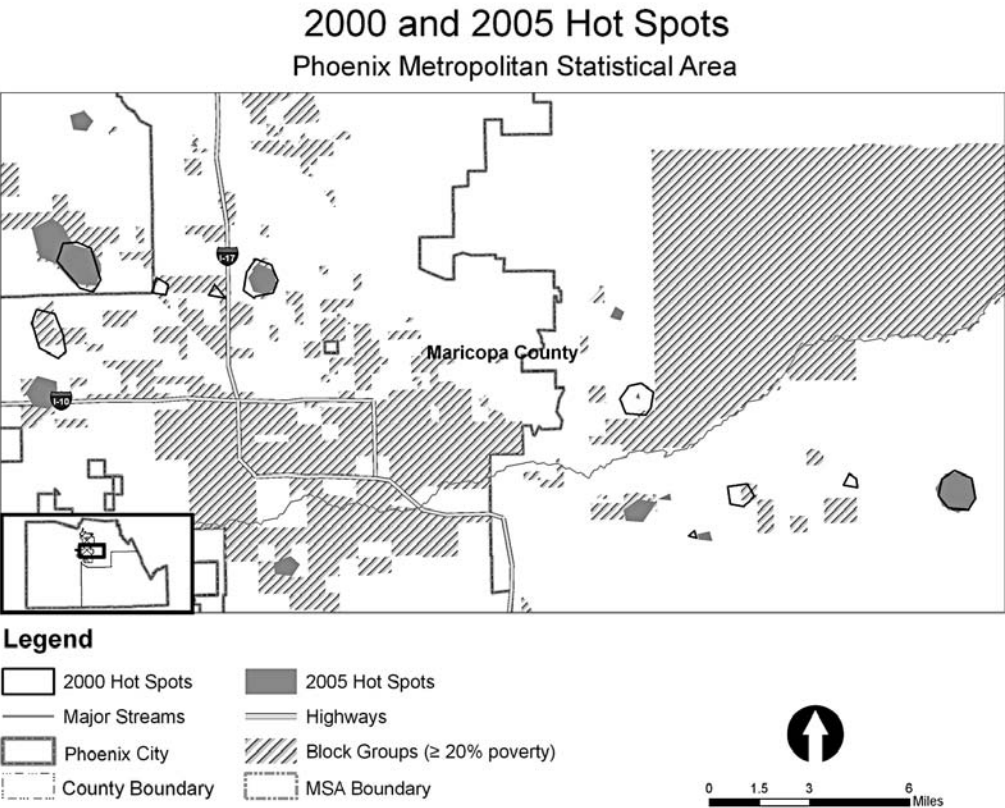 2000 and 2005 Hot Spots
Phoenix Metropolitan Statistical Area
I-17
Maricopa County
I-10
Legend
2000 Hot Spots
2005 Hot Spots
Major Streams
Highways
Phoenix City
Block Groups (≥ 20% poverty)
County Boundary
MSA Boundary
0 1.5 3 6
Miles